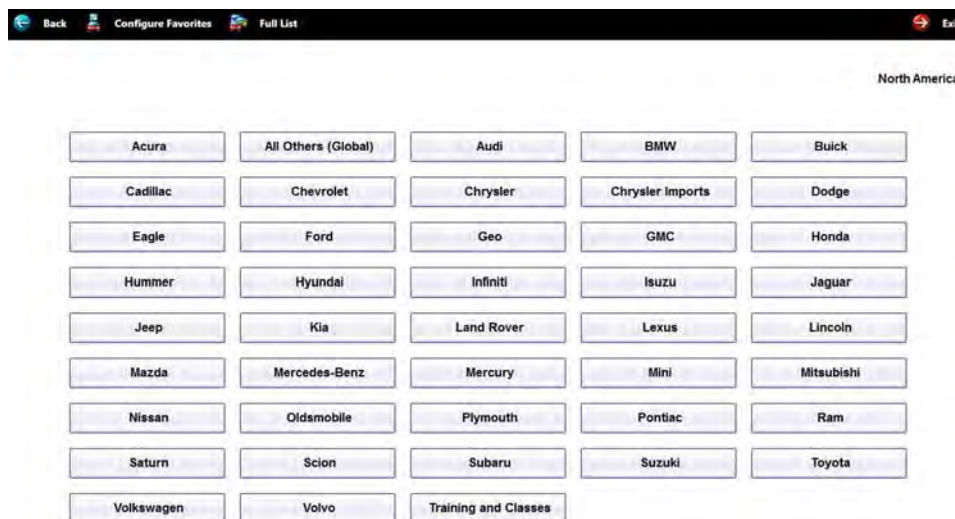 Back Configure Favorites Full List
North America
Acura All Others (Global) Audi BMW Buick
Cadillac Chevrolet Chrysler Chrysler Imports Dodge
Eagle Ford Geo GMC Honda
Hummer Hyundai Infiniti Isuzu Jaguar
Jeep Kia Land Rover Lexus Lincoln
Mazda Mercedes-Benz Mercury Mini Mitsubishi
Nissan Oldsmobile Plymouth Pontiac Ram
Saturn Scion Subaru Suzuki Toyota
Volkswagen Volvo Training and Classes